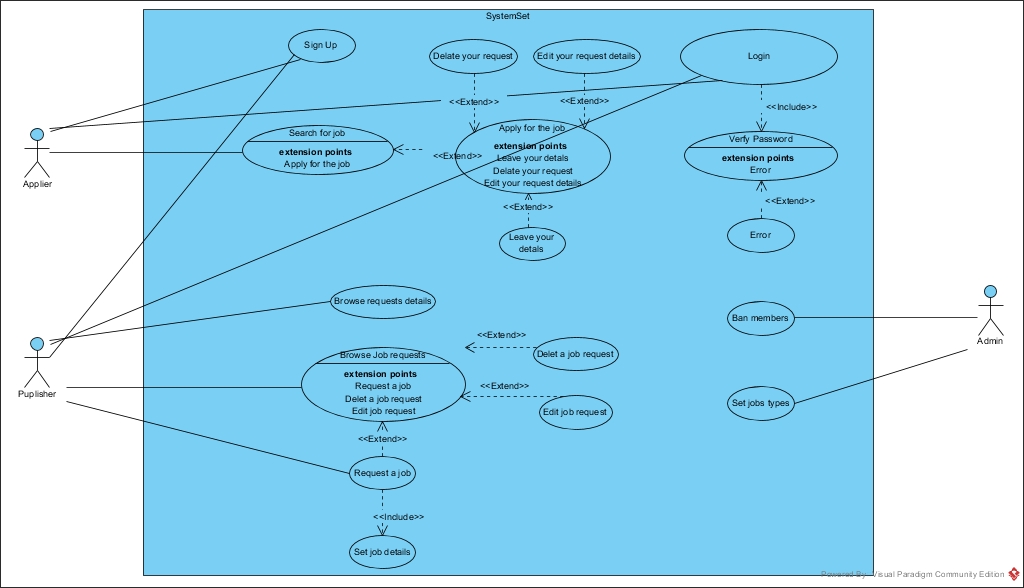 SystemSet
Sign Up
Delate your request
Edit your request details
Login
<<Extend>>
<<Extend>>
<<Include>>
Search for job
extension points
Apply for the job
<<Extend>>
Apply for the job
extension points
Leave your detals
Delate your request
Edit your request details
Verfy Password
extension points
Error
Applier
<<Extend>>
<<Extend>>
Leave your
detals
Error
Browse requests details
Ban members
Admin
<<Extend>>
Browse Job requests
extension points
Request a job
Delet a job request
Edit job request
Delet a job request
<<Extend>>
Puplisher
Edit job request
Set jobs types
<<Extend>>
Request a job
<<Include>>
Set job details
Powered By Visual Paradigm Community Edition